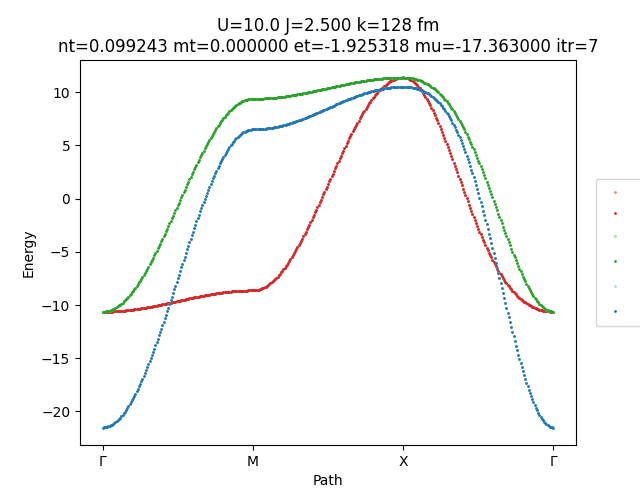 U=10.0 J=2.500 k=128 fm
nt=0.099243 mt=0.000000 et=-1.925318 mu=-17.363000 itr=7
10
5
0
−5
−10
−15
−20
Energy
Γ M X Γ
Path